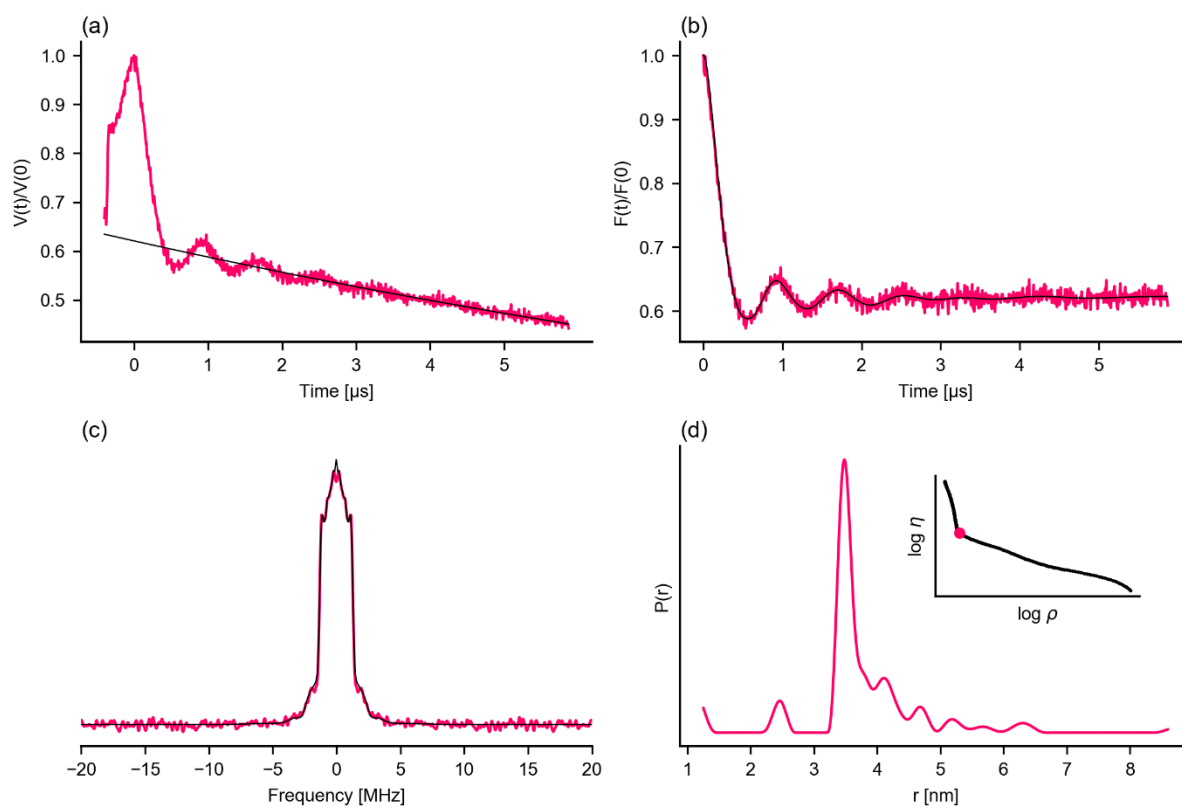 (a)
1.0
0.9
0.8
0.7
0.6
0.5
V(t)/V(0)
0 1 2 3 4 5
Time [µs]
(b)
1.0
0.9
0.8
0.7
0.6
F(t)/F(0)
0 1 2 3 4 5
Time [µs]
(c)
−20 −15 −10 −5 0 5 10 15 20
Frequency [MHz]
(d)
P(r)
log η
log ρ
1 2 3 4 5 6 7 8
r [nm]